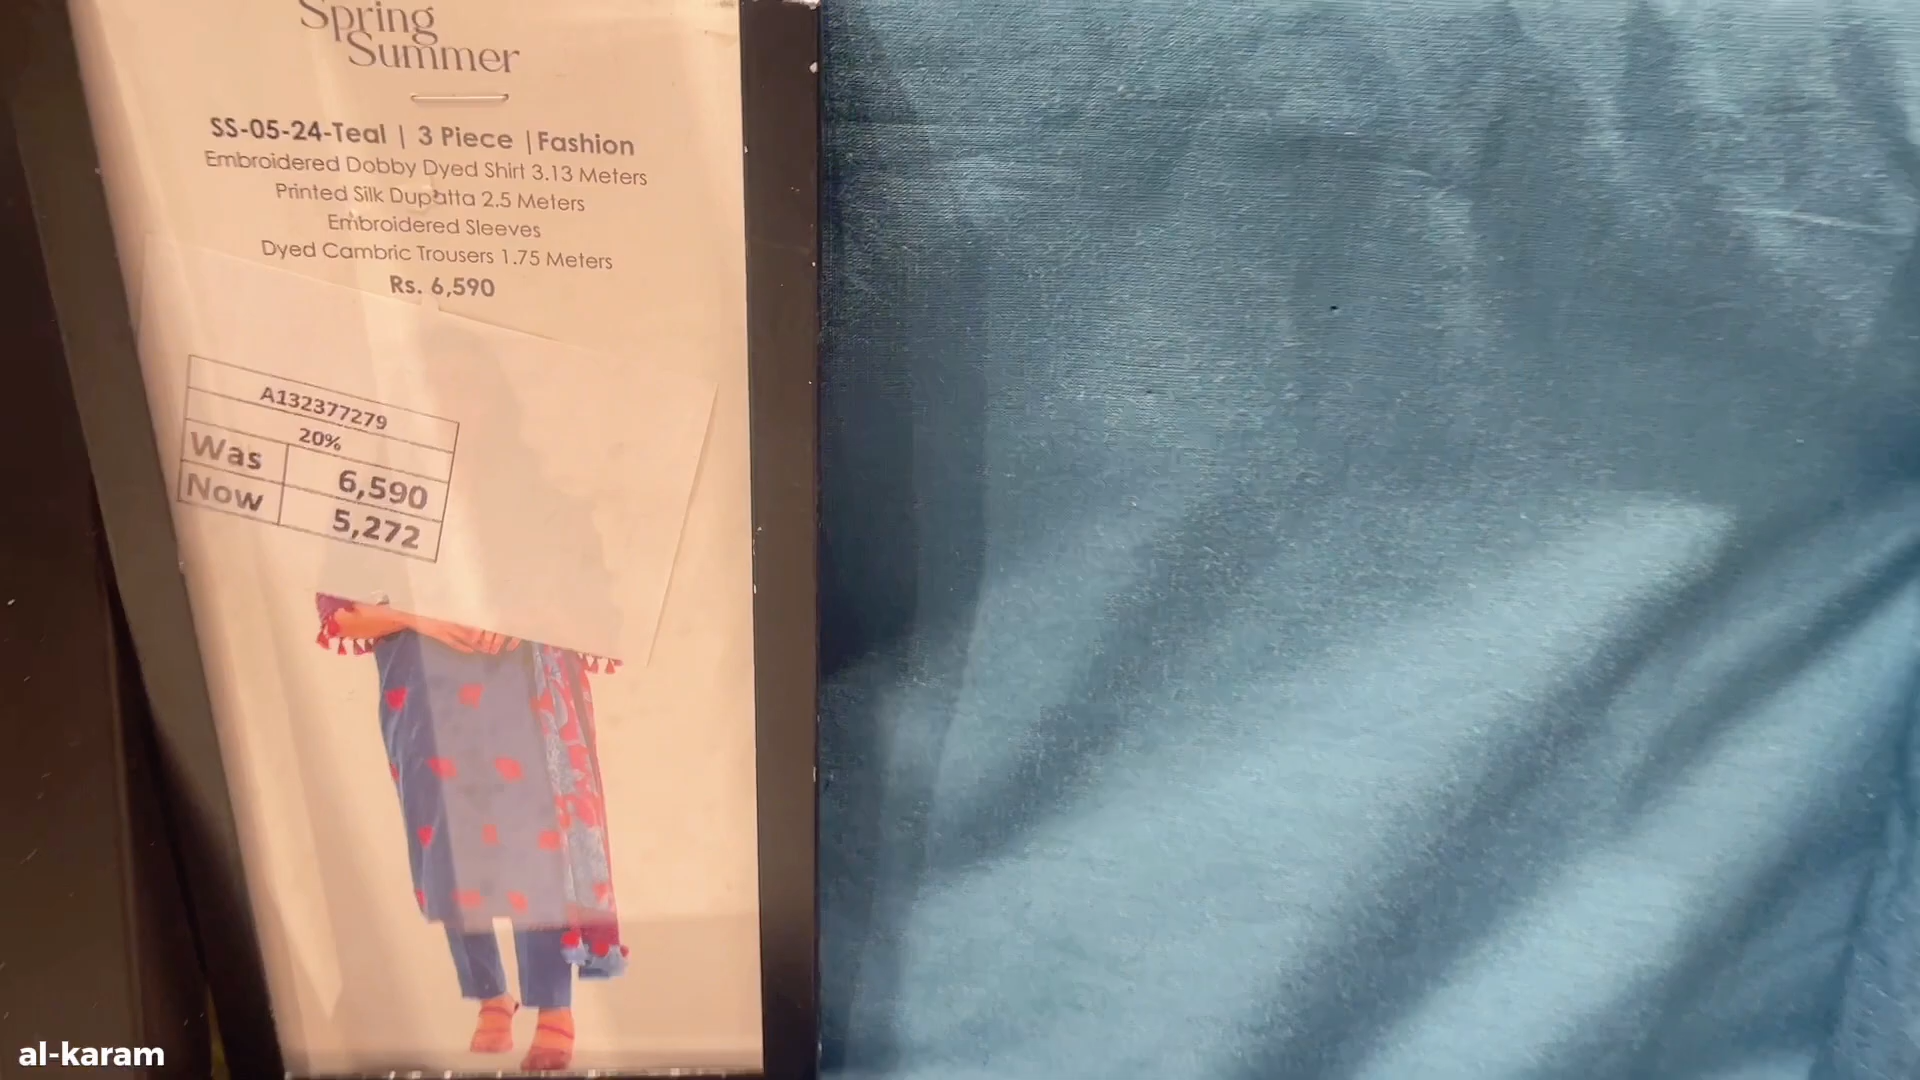 Spring
Summer
SS-05-24-Teal | 3 Piece |Fashion
Embroidered Dobby Dyed Shirt 3.13 Meters
Printed Silk Dupatta 2.5 Meters
Embroidered Sleeves
Dyed Cambric Trousers 1.75 Meters
Rs. 6,590
A132377279
20%
Was 6,590
Now 5,272
al-karam